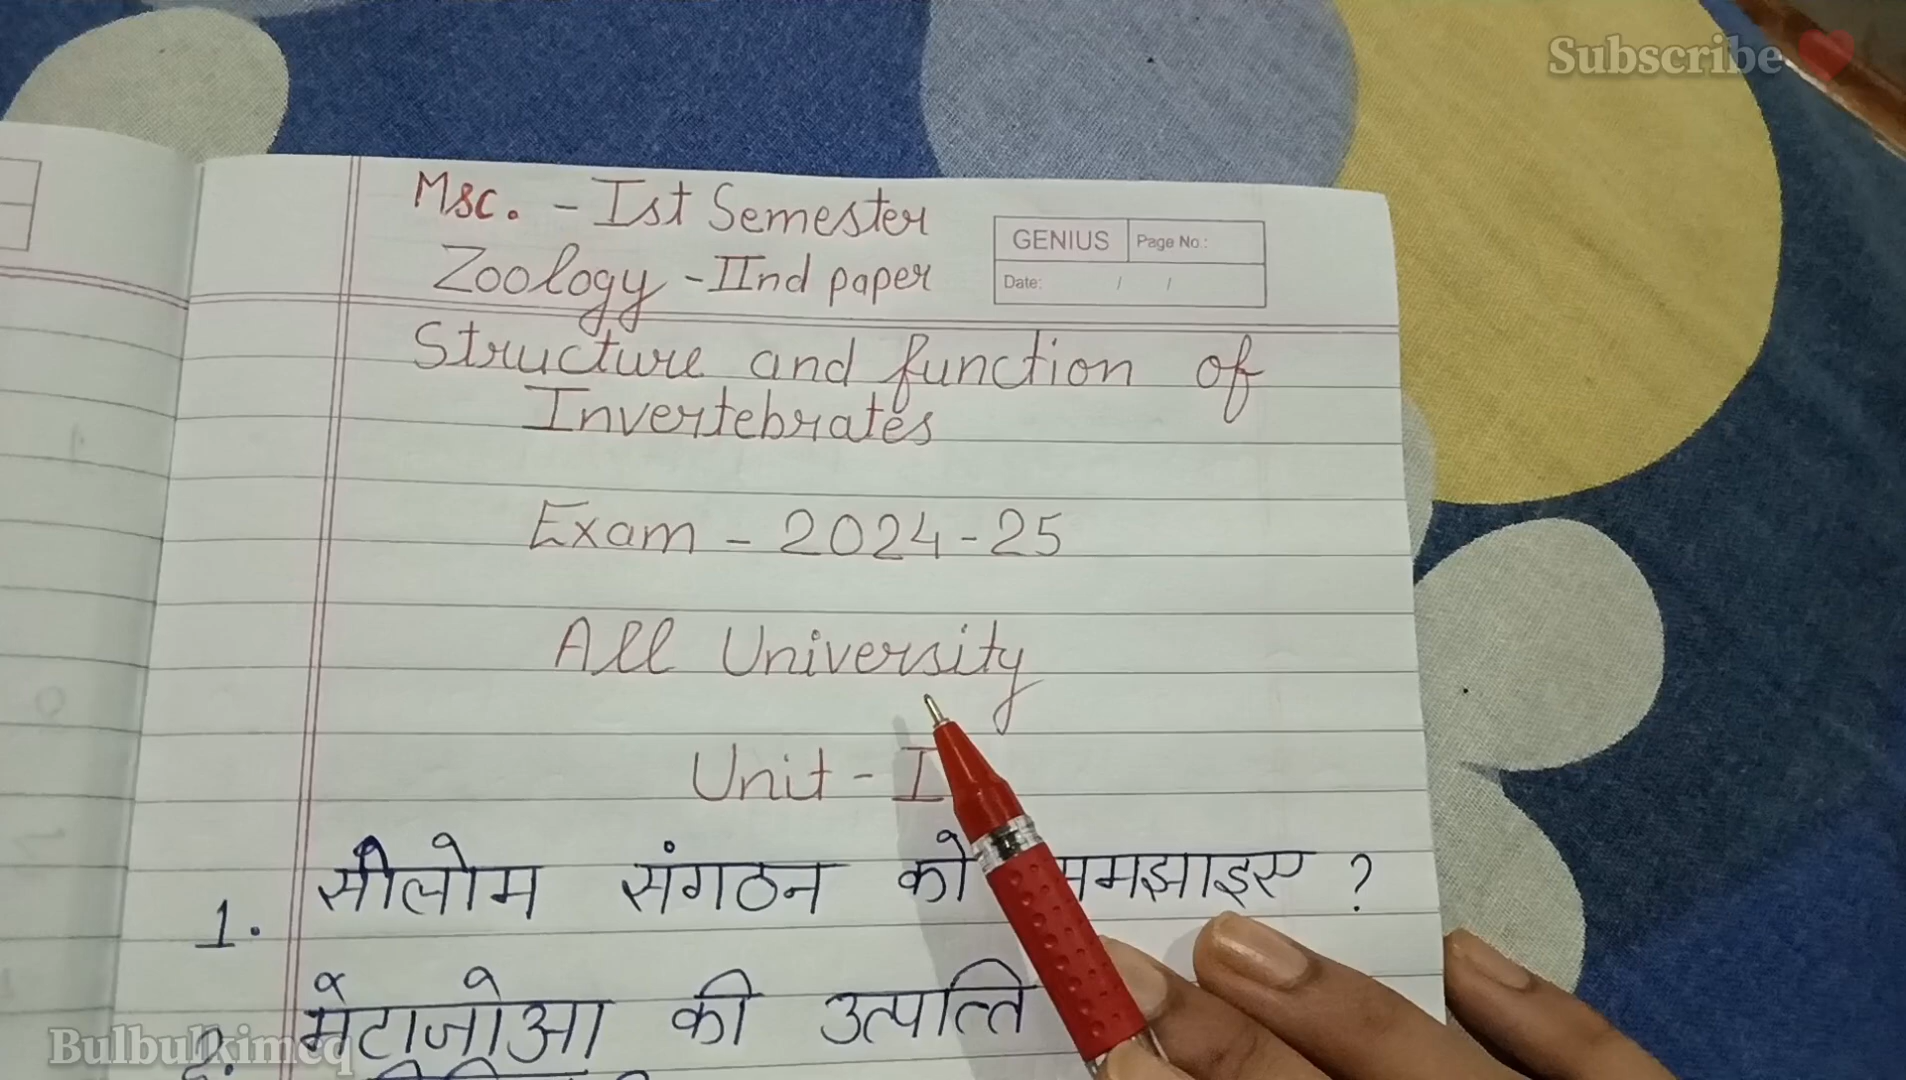 Subscribe
Msc. - Ist Semester
Zoology - IInd paper
GENIUS
Page No.:
Date: / /
Structure and function of
Invertebrates
Exam - 2024-25
All University
Unit - I
1. सीलोम संगठन को समझाइए ?
2. मेटाजोआ की उत्पत्ति
Bulbulkimcq